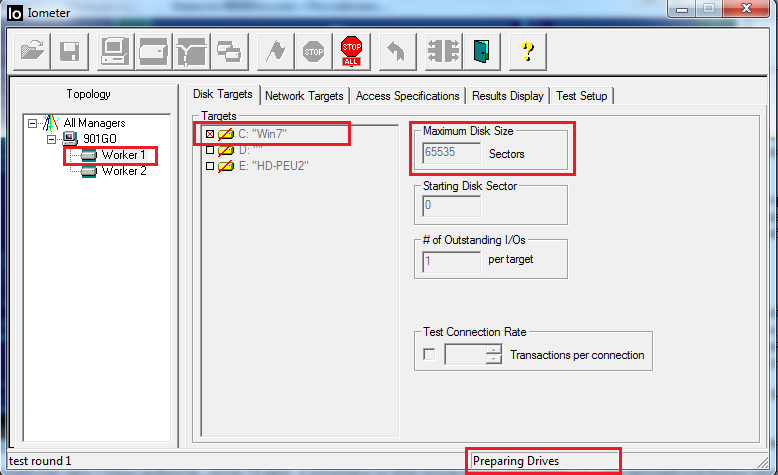 Iometer
STOP
STOP
ALL
?
Topology
All Managers
901GO
Worker 1
Worker 2
Disk Targets
Network Targets
Access Specifications
Results Display
Test Setup
Targets
C: "Win7"
D: ""
E: "HD-PEU2"
Maximum Disk Size
65535 Sectors
Starting Disk Sector
0
# of Outstanding I/Os
1 per target
Test Connection Rate
Transactions per connection
test round 1
Preparing Drives